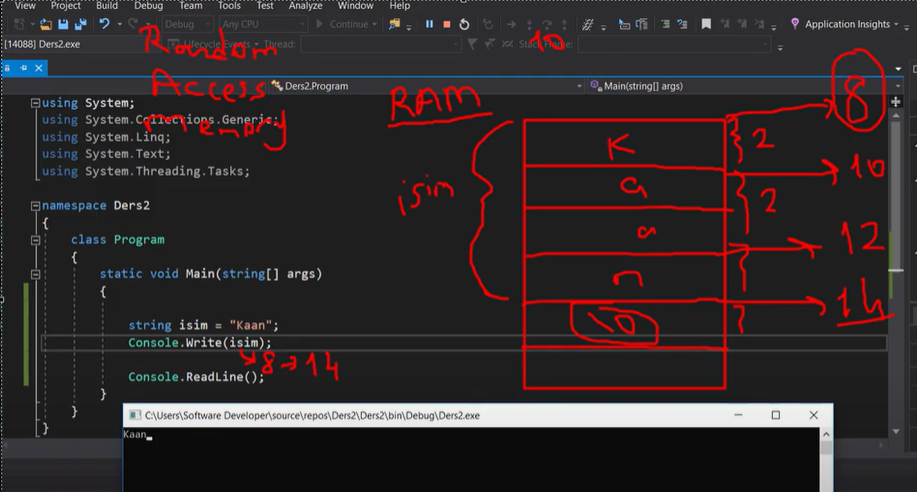 View Project Build Debug Team Tools Test Analyze Window Help
Debug Any CPU Continue Application Insights
[14088] Ders2.exe Lifecycle Events Thread: Stack Frame:
10
Random
Access
Memory
Ders2.Program Main(string[] args)
using System;
using System.Collections.Generic;
using System.Linq;
using System.Text;
using System.Threading.Tasks;
namespace Ders2
{
class Program
{
static void Main(string[] args)
{
string isim = "Kaan";
Console.Write(isim);
8 → 14
Console.ReadLine();
}
}
}
RAM
isim
K
a
a
n
\0
2
2
8
10
12
14
C:\Users\Software Developer\source\repos\Ders2\Ders2\bin\Debug\Ders2.exe
Kaan